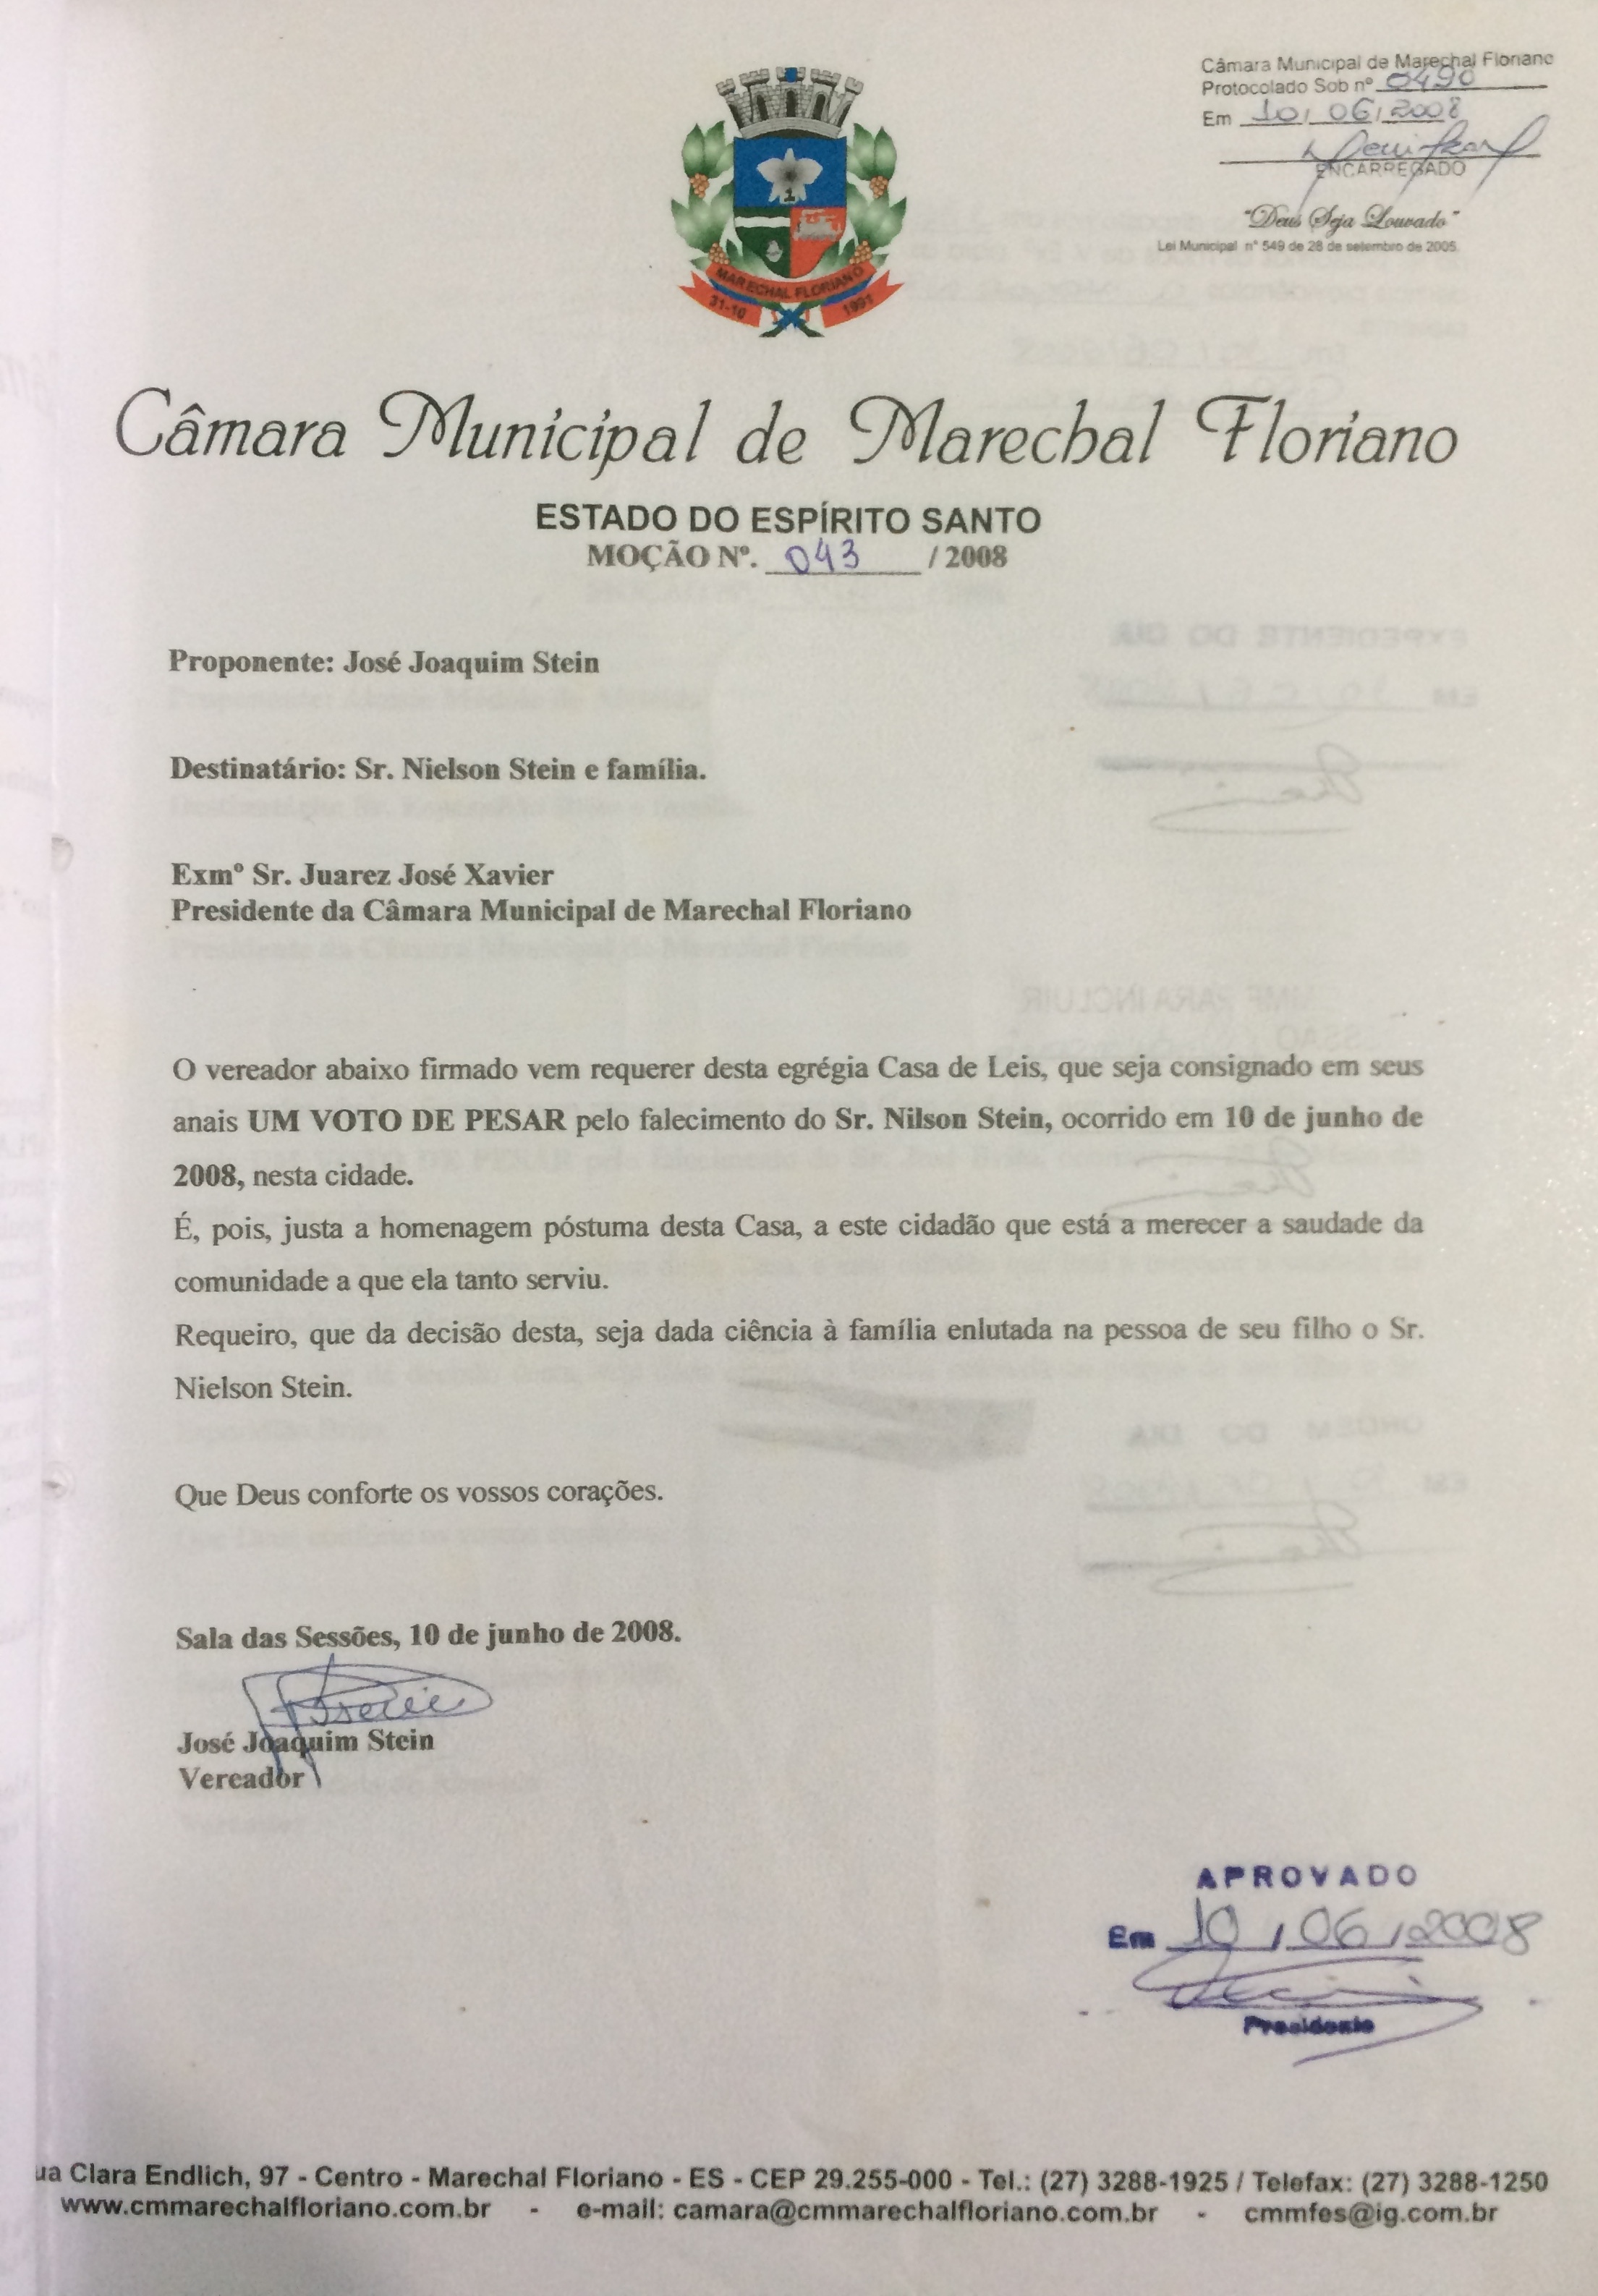 Câmara Municipal de Marechal Floriano
Protocolado Sob nº 0490
Em 10/06/2008
ENCARREGADO
"Deus Seja Louvado"
Lei Municipal nº 549 de 28 de setembro de 2005.
MARECHAL FLORIANO
31-10 1991
Câmara Municipal de Marechal Floriano
ESTADO DO ESPÍRITO SANTO
MOÇÃO Nº. 043 / 2008
Proponente: José Joaquim Stein
Destinatário: Sr. Nielson Stein e família.
Exmº Sr. Juarez José Xavier
Presidente da Câmara Municipal de Marechal Floriano
O vereador abaixo firmado vem requerer desta egrégia Casa de Leis, que seja consignado em seus
anais UM VOTO DE PESAR pelo falecimento do Sr. Nilson Stein, ocorrido em 10 de junho de
2008, nesta cidade.
É, pois, justa a homenagem póstuma desta Casa, a este cidadão que está a merecer a saudade da
comunidade a que ela tanto serviu.
Requeiro, que da decisão desta, seja dada ciência à família enlutada na pessoa de seu filho o Sr.
Nielson Stein.
Que Deus conforte os vossos corações.
Sala das Sessões, 10 de junho de 2008.
José Joaquim Stein
Vereador
APROVADO
Em 10/06/2008
Presidente
ua Clara Endlich, 97 - Centro - Marechal Floriano - ES - CEP 29.255-000 - Tel.: (27) 3288-1925 / Telefax: (27) 3288-1250
www.cmmarechalfloriano.com.br - e-mail: camara@cmmarechalfloriano.com.br - cmmfes@ig.com.br